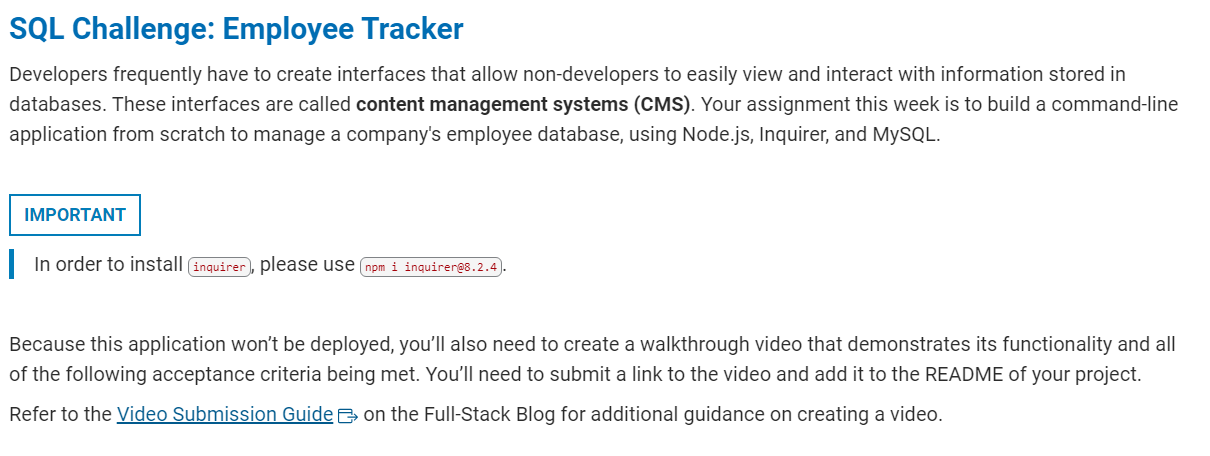 SQL Challenge: Employee Tracker
Developers frequently have to create interfaces that allow non-developers to easily view and interact with information stored in
databases. These interfaces are called content management systems (CMS). Your assignment this week is to build a command-line
application from scratch to manage a company's employee database, using Node.js, Inquirer, and MySQL.
IMPORTANT
In order to install inquirer, please use npm i inquirer@8.2.4.
Because this application won’t be deployed, you’ll also need to create a walkthrough video that demonstrates its functionality and all
of the following acceptance criteria being met. You’ll need to submit a link to the video and add it to the README of your project.
Refer to the Video Submission Guide on the Full-Stack Blog for additional guidance on creating a video.